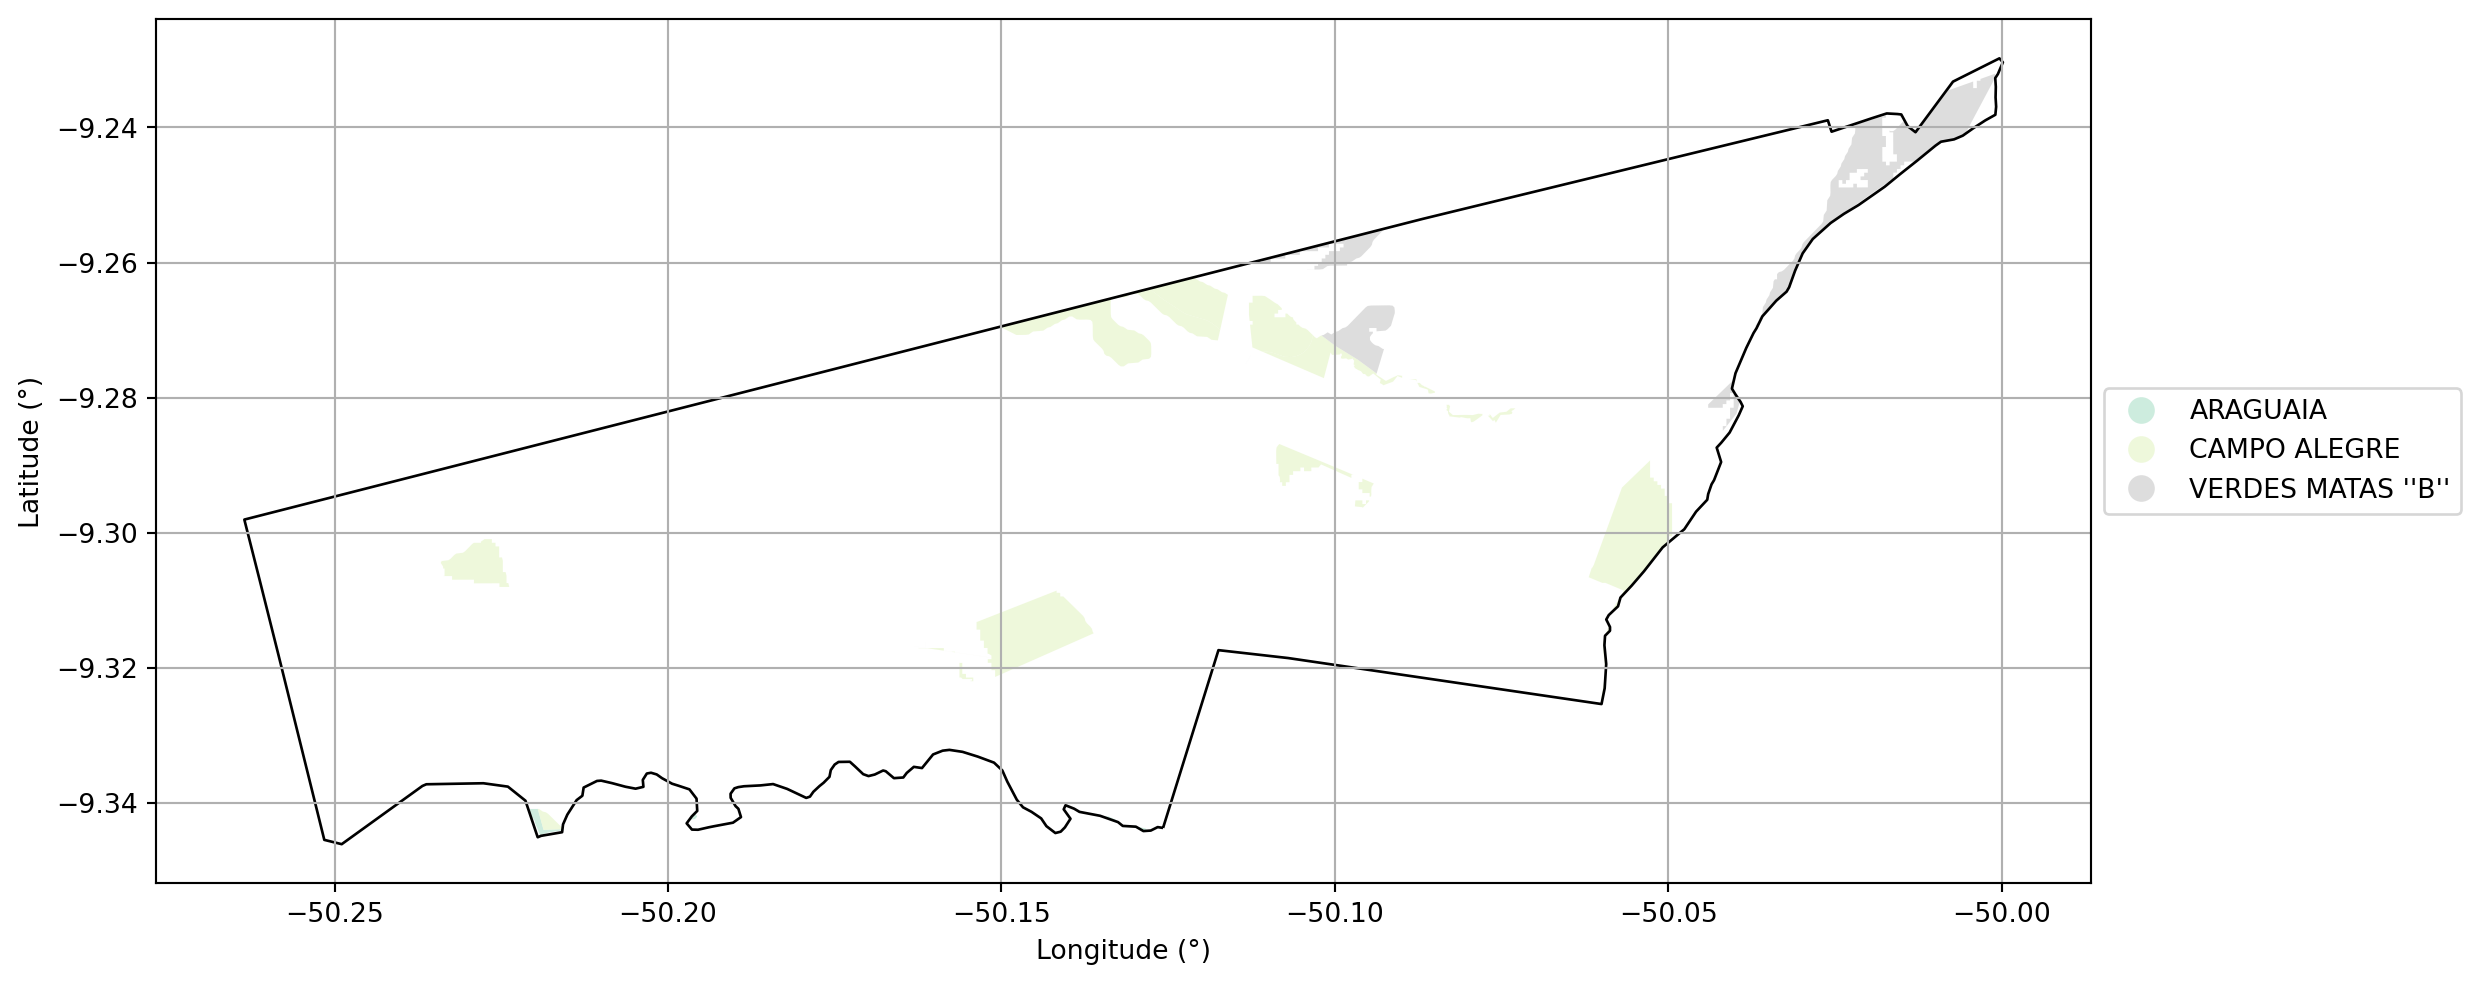 −9.24
−9.26
−9.28
−9.30
−9.32
−9.34
Latitude (°)
−50.25
−50.20
−50.15
−50.10
−50.05
−50.00
Longitude (°)
ARAGUAIA
CAMPO ALEGRE
VERDES MATAS ''B''